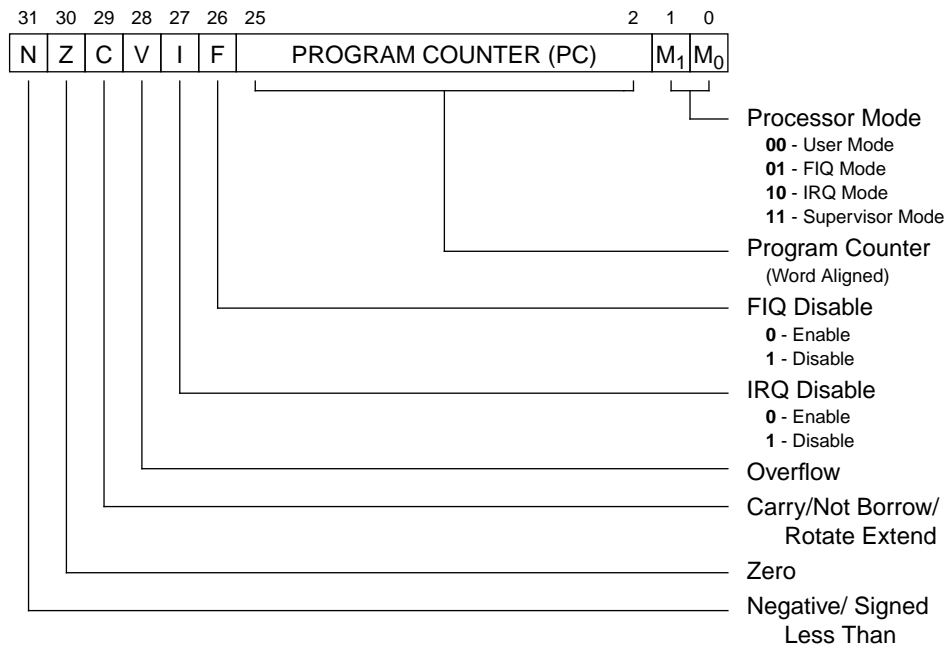 31 30 29 28 27 26 25 2 1 0
N Z C V I F PROGRAM COUNTER (PC) M1 M0
Processor Mode
00 - User Mode
01 - FIQ Mode
10 - IRQ Mode
11 - Supervisor Mode
Program Counter
(Word Aligned)
FIQ Disable
0 - Enable
1 - Disable
IRQ Disable
0 - Enable
1 - Disable
Overflow
Carry/Not Borrow/
Rotate Extend
Zero
Negative/ Signed
Less Than